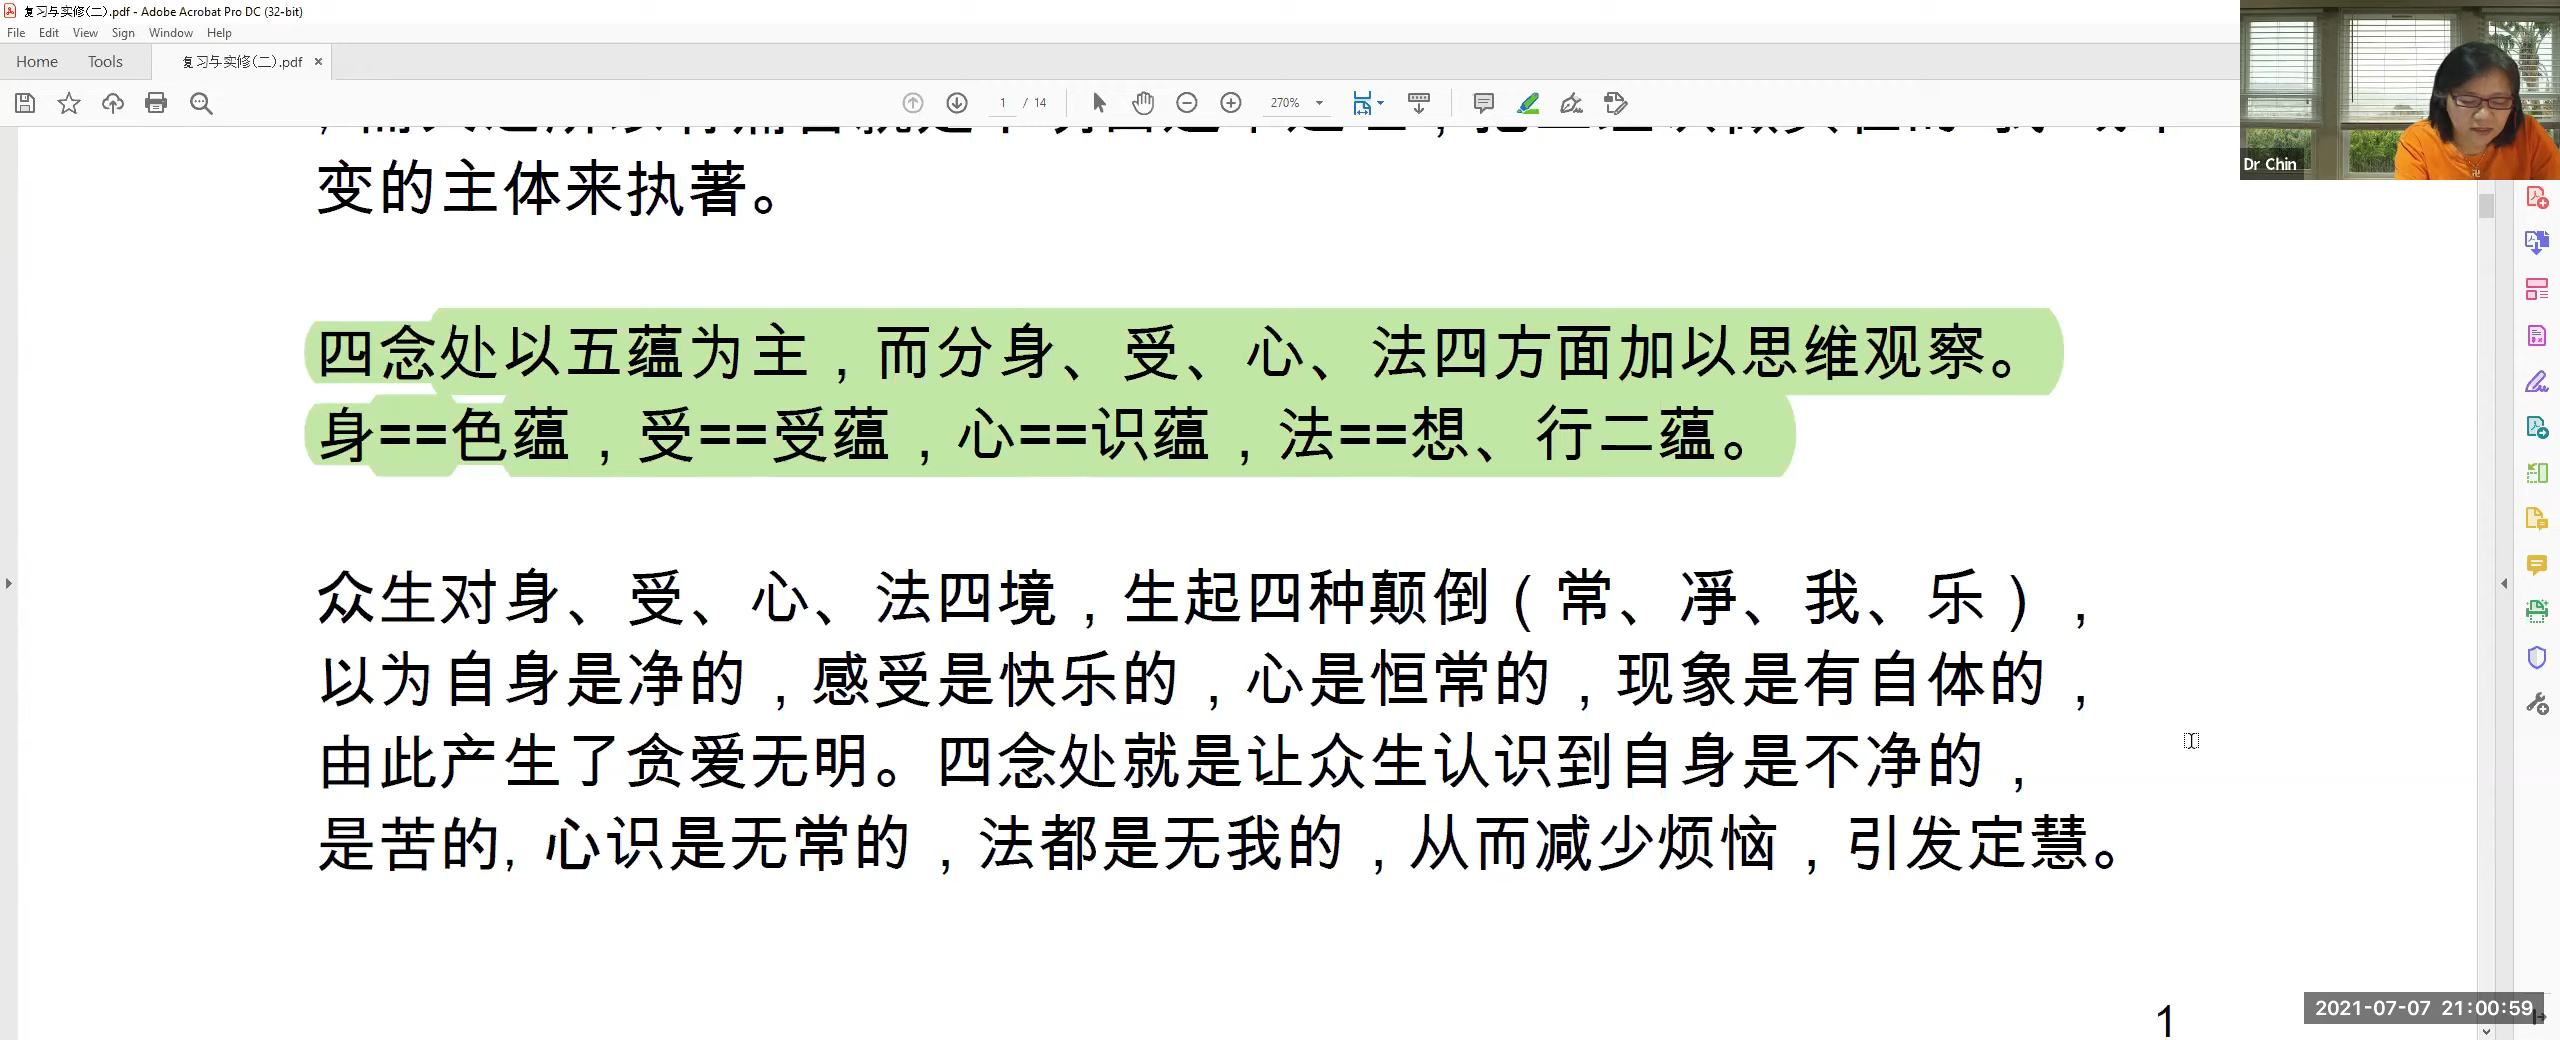 复习与实修(二).pdf - Adobe Acrobat Pro DC (32-bit)
File Edit View Sign Window Help
Home Tools 复习与实修(二).pdf ×
1 / 14 270%
Dr Chin
变的主体来执著。
四念处以五蕴为主，而分身、受、心、法四方面加以思维观察。
身==色蕴，受==受蕴，心==识蕴，法==想、行二蕴。
众生对身、受、心、法四境，生起四种颠倒（常、凈、我、乐），
以为自身是净的，感受是快乐的，心是恒常的，现象是有自体的，
由此产生了贪爱无明。四念处就是让众生认识到自身是不净的，
是苦的, 心识是无常的，法都是无我的，从而减少烦恼，引发定慧。
1
2021-07-07 21:00:59